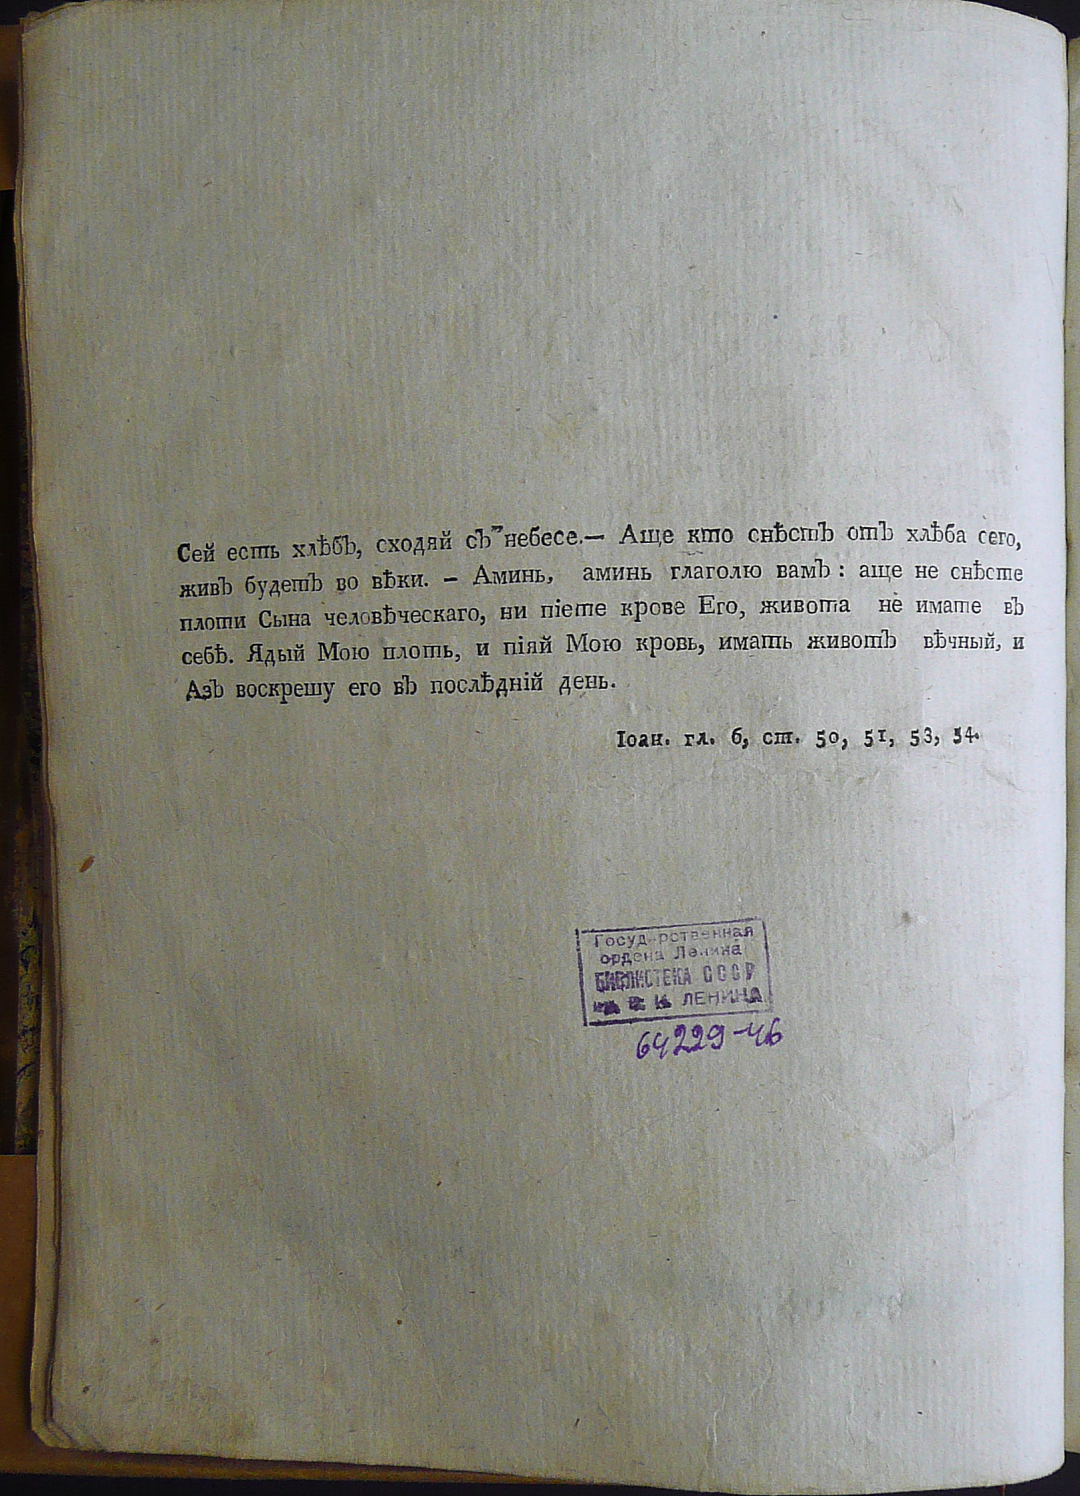 Сей есть хлѣбъ, сходяй съ небесе.— Аще кто снѣстъ отъ хлѣба сего,
живъ будетъ во вѣки. — Аминь, аминь глаголю вамъ : аще не снѣсте
плоти Сына человѣческаго, ни піете крове Его, живота не имате въ
себѣ. Ядый Мою плоть, и піяй Мою кровь, имать животъ вѣчный, и
Азъ воскрешу его въ послѣдній день.
Іоан. гл. 6, ст. 50, 51, 53, 54.
Государственная
ордена Ленина
БИБЛИОТЕКА СССР
им. В. И. ЛЕНИНА
64229-46